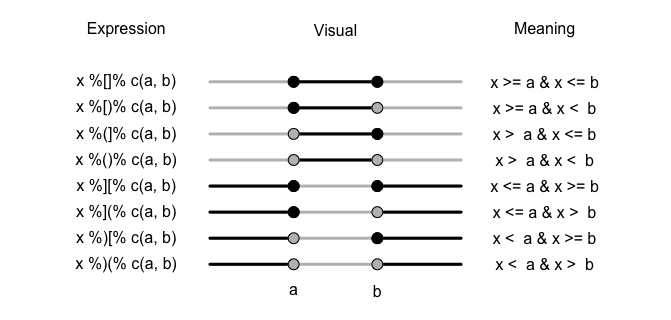 Expression Visual Meaning
x %[]% c(a, b) x >= a & x <= b
x %[)% c(a, b) x >= a & x < b
x %(]% c(a, b) x > a & x <= b
x %()% c(a, b) x > a & x < b
x %][% c(a, b) x <= a & x >= b
x %](% c(a, b) x <= a & x > b
x %)[% c(a, b) x < a & x >= b
x %)(% c(a, b) x < a & x > b
a b